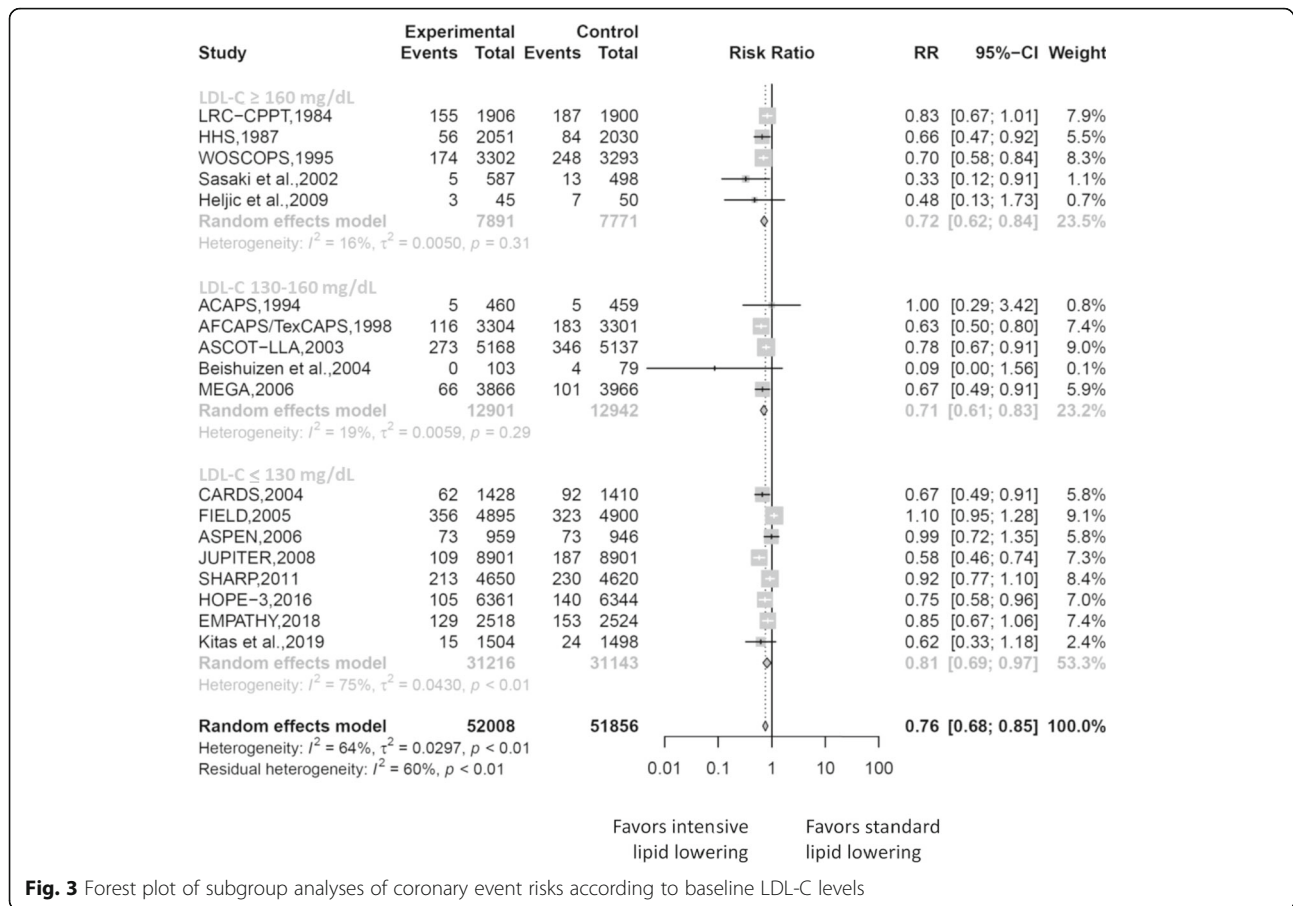 Experimental Control
Study Events Total Events Total Risk Ratio RR 95%−CI Weight
LDL-C ≥ 160 mg/dL
LRC−CPPT,1984 155 1906 187 1900 0.83 [0.67; 1.01] 7.9%
HHS,1987 56 2051 84 2030 0.66 [0.47; 0.92] 5.5%
WOSCOPS,1995 174 3302 248 3293 0.70 [0.58; 0.84] 8.3%
Sasaki et al.,2002 5 587 13 498 0.33 [0.12; 0.91] 1.1%
Heljic et al.,2009 3 45 7 50 0.48 [0.13; 1.73] 0.7%
Random effects model 7891 7771 0.72 [0.62; 0.84] 23.5%
Heterogeneity: I² = 16%, τ² = 0.0050, p = 0.31
LDL-C 130-160 mg/dL
ACAPS,1994 5 460 5 459 1.00 [0.29; 3.42] 0.8%
AFCAPS/TexCAPS,1998 116 3304 183 3301 0.63 [0.50; 0.80] 7.4%
ASCOT−LLA,2003 273 5168 346 5137 0.78 [0.67; 0.91] 9.0%
Beishuizen et al.,2004 0 103 4 79 0.09 [0.00; 1.56] 0.1%
MEGA,2006 66 3866 101 3966 0.67 [0.49; 0.91] 5.9%
Random effects model 12901 12942 0.71 [0.61; 0.83] 23.2%
Heterogeneity: I² = 19%, τ² = 0.0059, p = 0.29
LDL-C ≤ 130 mg/dL
CARDS,2004 62 1428 92 1410 0.67 [0.49; 0.91] 5.8%
FIELD,2005 356 4895 323 4900 1.10 [0.95; 1.28] 9.1%
ASPEN,2006 73 959 73 946 0.99 [0.72; 1.35] 5.8%
JUPITER,2008 109 8901 187 8901 0.58 [0.46; 0.74] 7.3%
SHARP,2011 213 4650 230 4620 0.92 [0.77; 1.10] 8.4%
HOPE−3,2016 105 6361 140 6344 0.75 [0.58; 0.96] 7.0%
EMPATHY,2018 129 2518 153 2524 0.85 [0.67; 1.06] 7.4%
Kitas et al.,2019 15 1504 24 1498 0.62 [0.33; 1.18] 2.4%
Random effects model 31216 31143 0.81 [0.69; 0.97] 53.3%
Heterogeneity: I² = 75%, τ² = 0.0430, p < 0.01
Random effects model 52008 51856 0.76 [0.68; 0.85] 100.0%
Heterogeneity: I² = 64%, τ² = 0.0297, p < 0.01
Residual heterogeneity: I² = 60%, p < 0.01
0.01 0.1 1 10 100
Favors intensive Favors standard
lipid lowering lipid lowering
Fig. 3 Forest plot of subgroup analyses of coronary event risks according to baseline LDL-C levels